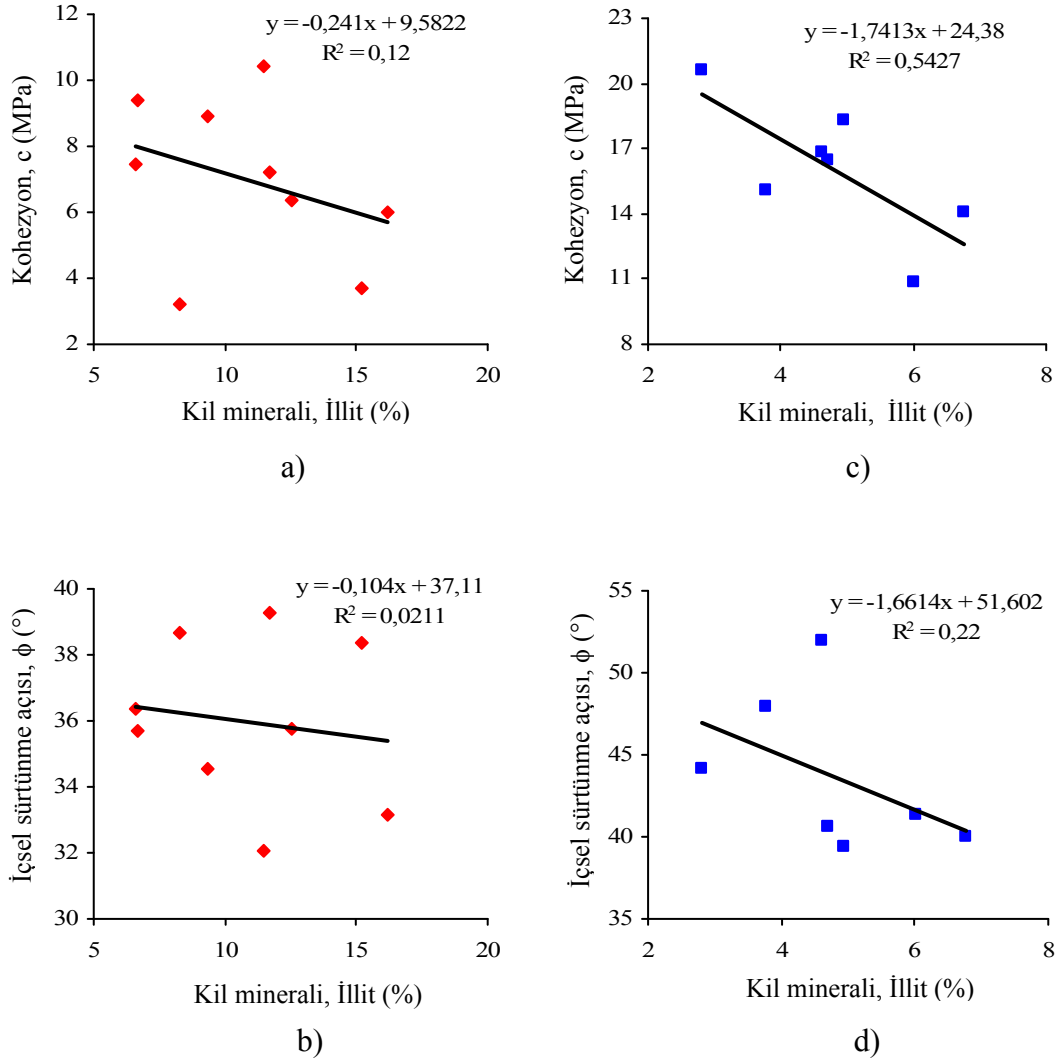 12
10
8
6
4
2
Kohezyon, c (MPa)
y = -0,241x + 9,5822
R² = 0,12
5 10 15 20
Kil minerali, İllit (%)
a)
23
20
17
14
11
8
Kohezyon, c (MPa)
y = -1,7413x + 24,38
R² = 0,5427
2 4 6 8
Kil minerali, İllit (%)
c)
40
38
36
34
32
30
İçsel sürtünme açısı, ϕ (°)
y = -0,104x + 37,11
R² = 0,0211
5 10 15 20
Kil minerali, İllit (%)
b)
55
50
45
40
35
İçsel sürtünme açısı, ϕ (°)
y = -1,6614x + 51,602
R² = 0,22
2 4 6 8
Kil minerali, İllit (%)
d)